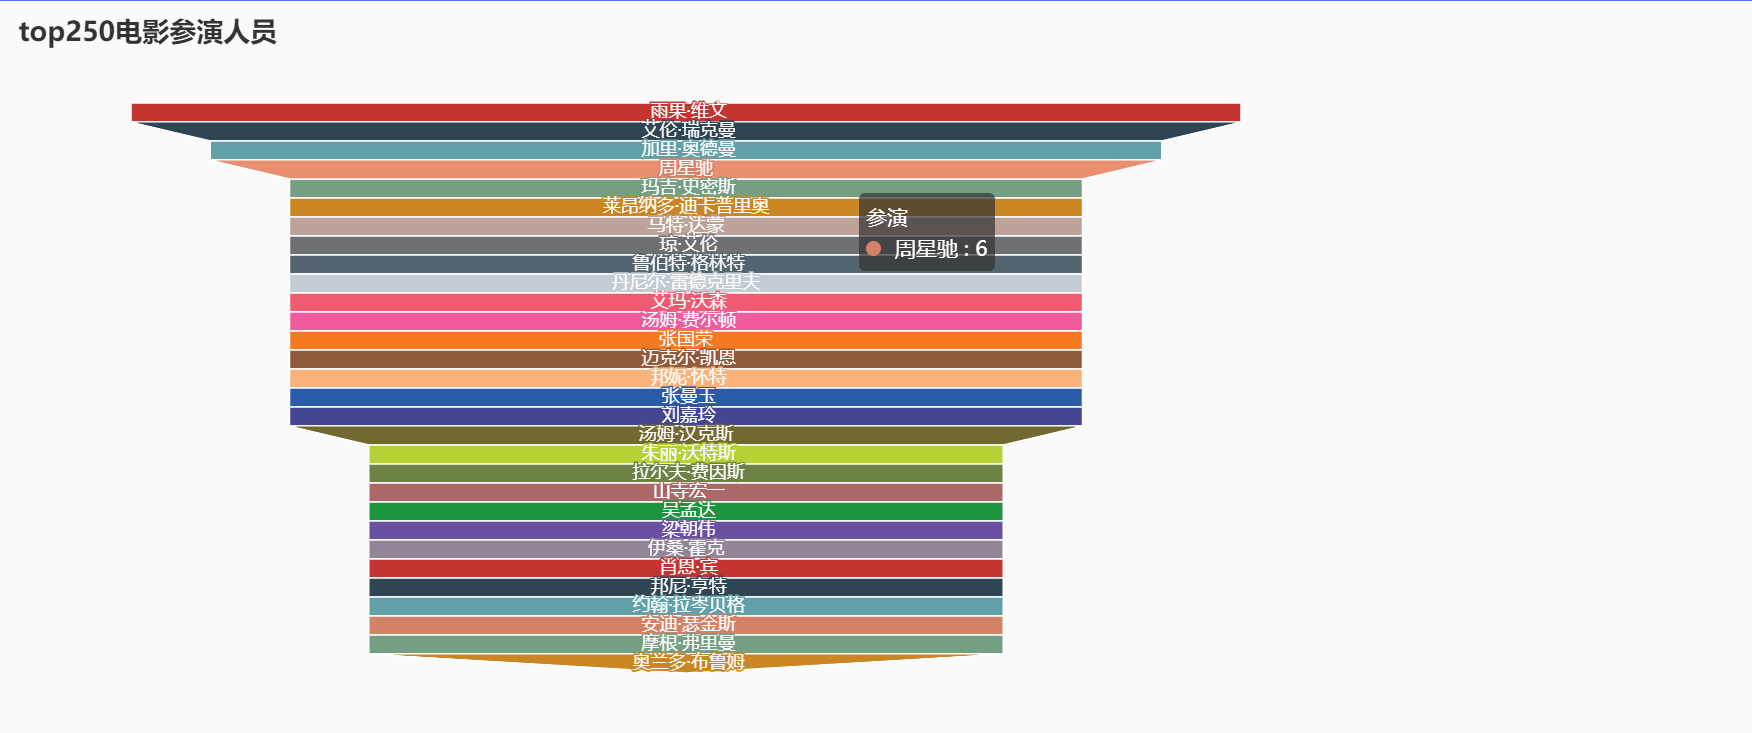 top250电影参演人员
雨果·维文
艾伦·瑞克曼
加里·奥德曼
周星驰
玛吉·史密斯
莱昂纳多·迪卡普里奥
马特·达蒙
琼·艾伦
鲁伯特·格林特
丹尼尔·雷德克里夫
艾玛·沃森
汤姆·费尔顿
张国荣
迈克尔·凯恩
邦妮·怀特
张曼玉
刘嘉玲
汤姆·汉克斯
朱丽·沃特斯
拉尔夫·费因斯
山寺宏一
吴孟达
梁朝伟
伊桑·霍克
肖恩·宾
邦尼·亨特
约翰·拉岑贝格
安迪·瑟金斯
摩根·弗里曼
奥兰多·布鲁姆
参演
周星驰 : 6